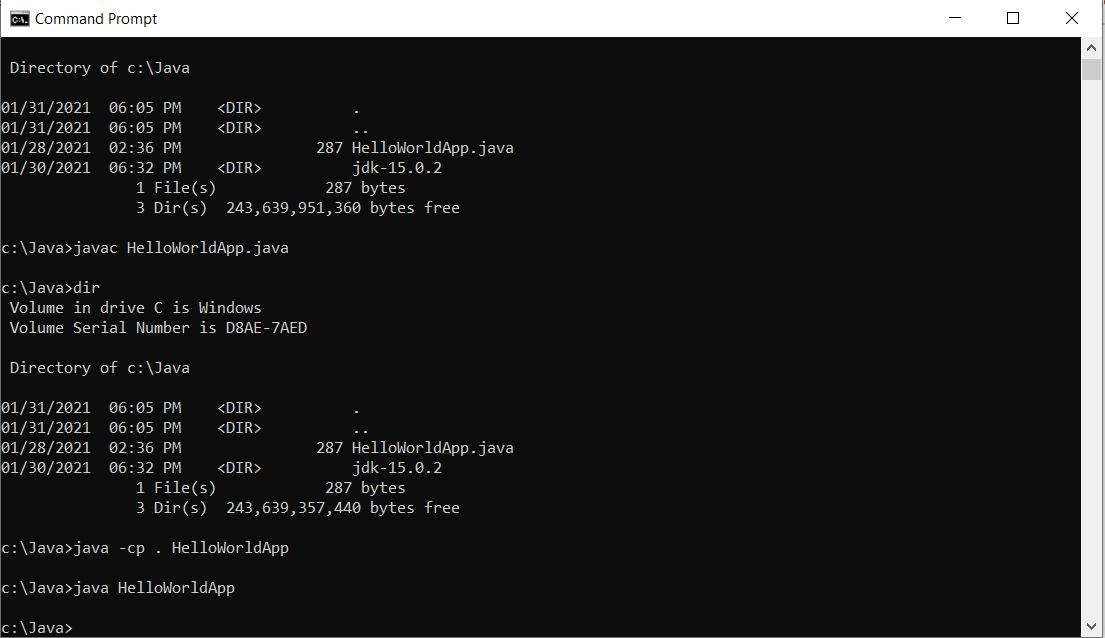 Command Prompt
Directory of c:\Java
01/31/2021  06:05 PM    <DIR>          .
01/31/2021  06:05 PM    <DIR>          ..
01/28/2021  02:36 PM               287 HelloWorldApp.java
01/30/2021  06:32 PM    <DIR>          jdk-15.0.2
               1 File(s)            287 bytes
               3 Dir(s)  243,639,951,360 bytes free
c:\Java>javac HelloWorldApp.java
c:\Java>dir
 Volume in drive C is Windows
 Volume Serial Number is D8AE-7AED
 Directory of c:\Java
01/31/2021  06:05 PM    <DIR>          .
01/31/2021  06:05 PM    <DIR>          ..
01/28/2021  02:36 PM               287 HelloWorldApp.java
01/30/2021  06:32 PM    <DIR>          jdk-15.0.2
               1 File(s)            287 bytes
               3 Dir(s)  243,639,357,440 bytes free
c:\Java>java -cp . HelloWorldApp
c:\Java>java HelloWorldApp
c:\Java>